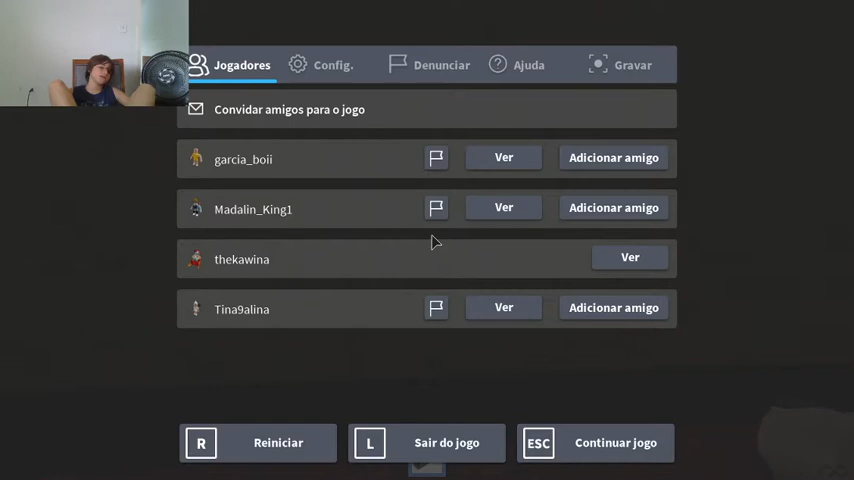 Jogadores Config. Denunciar Ajuda Gravar
Convidar amigos para o jogo
garcia_boii Ver Adicionar amigo
Madalin_King1 Ver Adicionar amigo
thekawina Ver
Tina9alina Ver Adicionar amigo
R Reiniciar L Sair do jogo ESC Continuar jogo